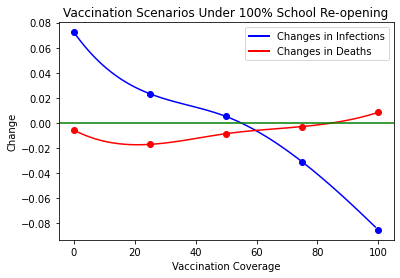 Vaccination Scenarios Under 100% School Re-opening
Changes in Infections
Changes in Deaths
0.08
0.06
0.04
0.02
0.00
−0.02
−0.04
−0.06
−0.08
Change
0 20 40 60 80 100
Vaccination Coverage